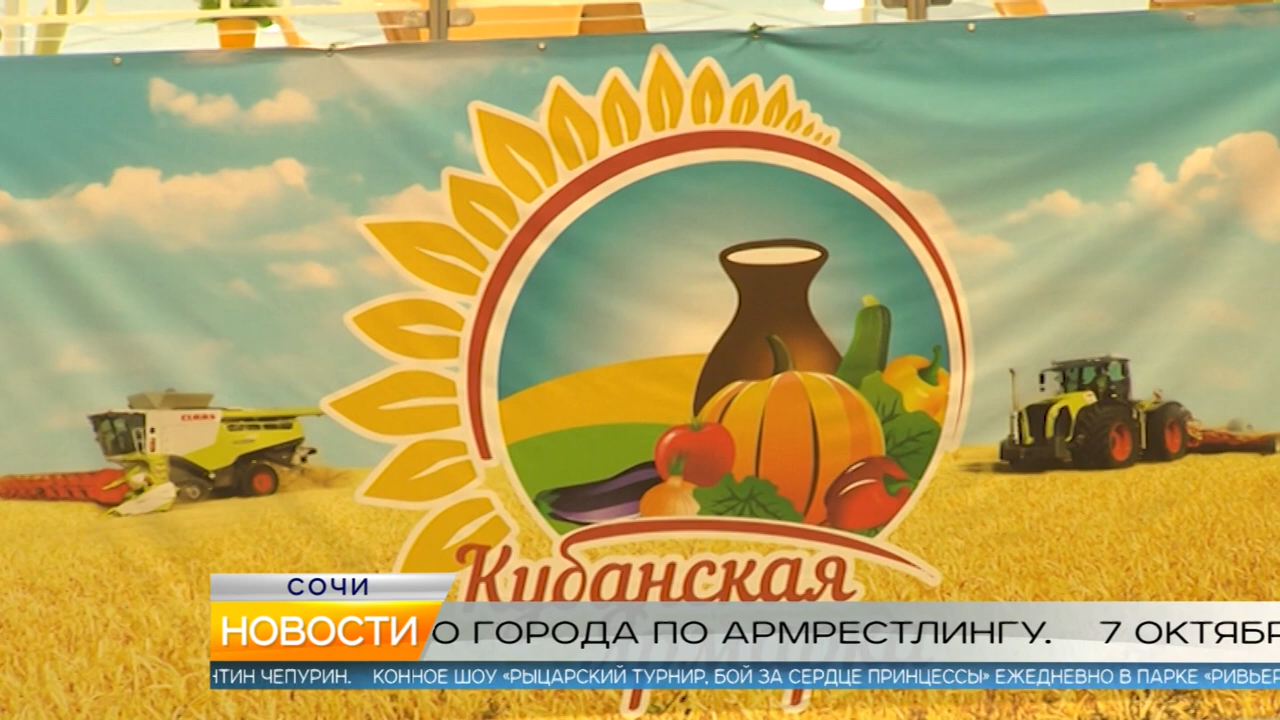 CLAAS
Кубанская
СОЧИ
НОВОСТИ
О ГОРОДА ПО АРМРЕСТЛИНГУ. 7 ОКТЯБР
НТИН ЧЕПУРИН. КОННОЕ ШОУ «РЫЦАРСКИЙ ТУРНИР, БОЙ ЗА СЕРДЦЕ ПРИНЦЕССЫ» ЕЖЕДНЕВНО В ПАРКЕ «РИВЬЕР